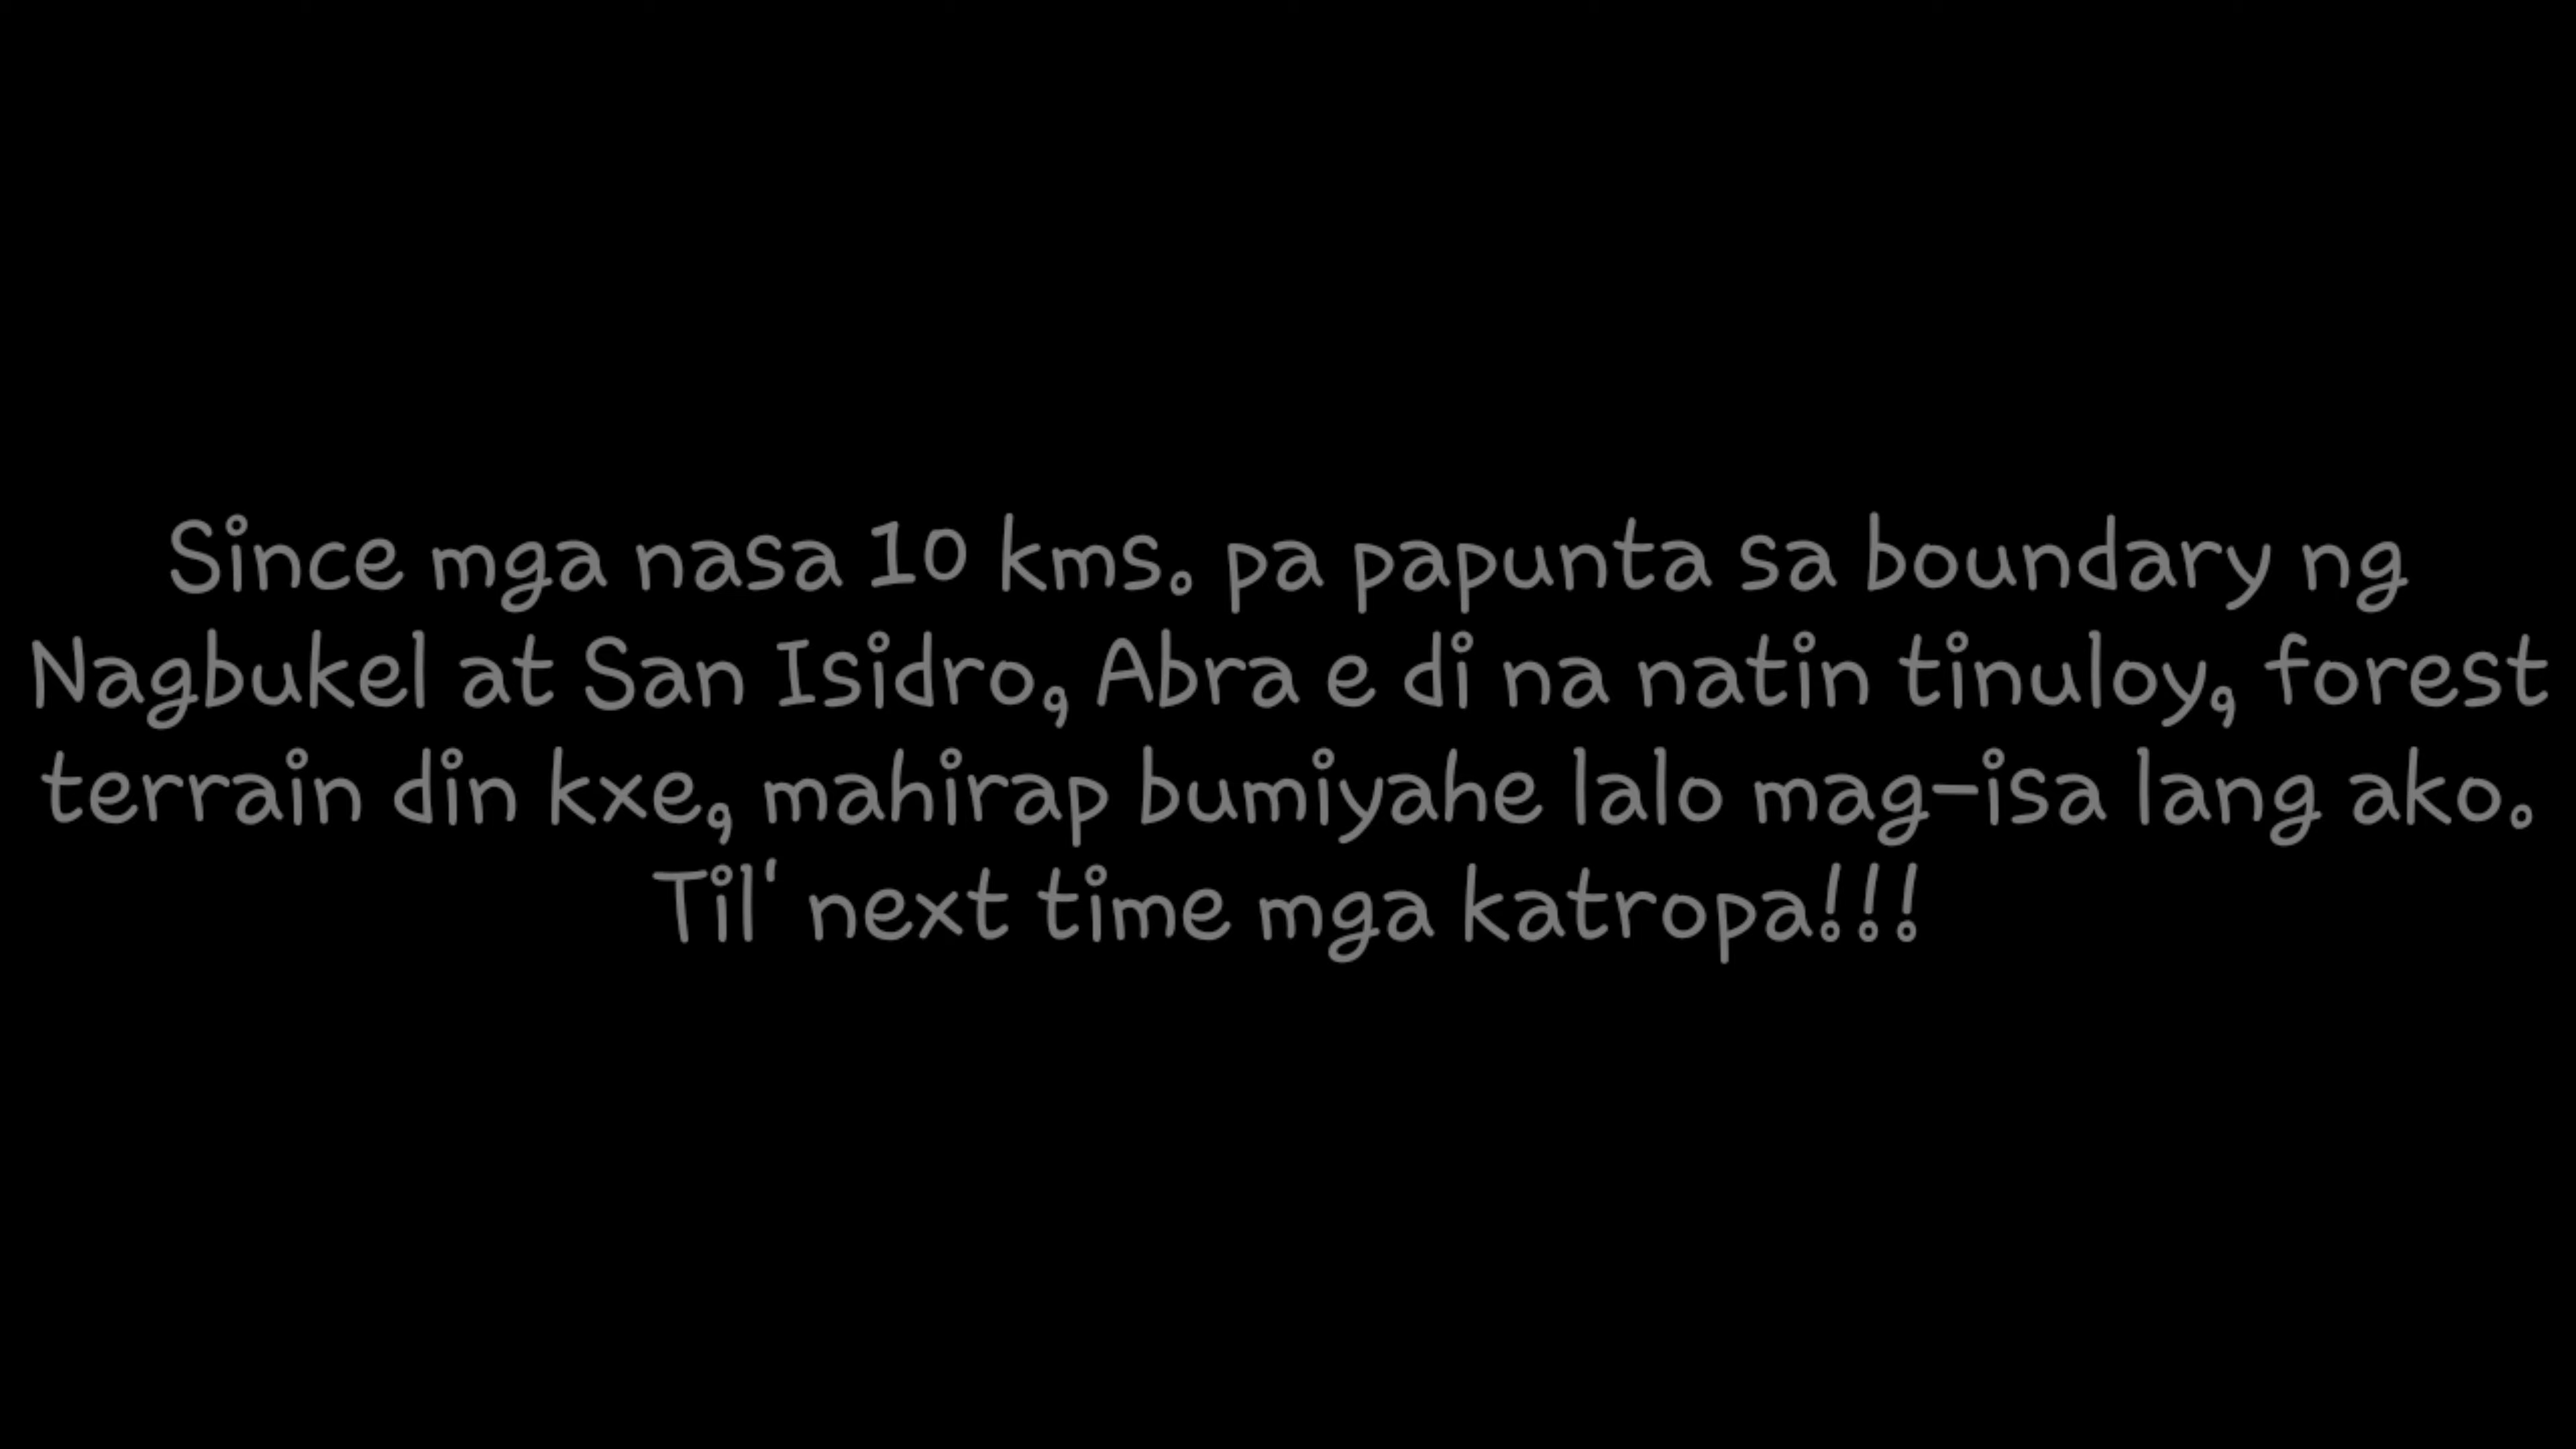 Since mga nasa 10 kms. pa papunta sa boundary ng
Nagbukel at San Isidro, Abra e di na natin tinuloy, forest
terrain din kxe, mahirap bumiyahe lalo mag-isa lang ako.
Til' next time mga katropa!!!